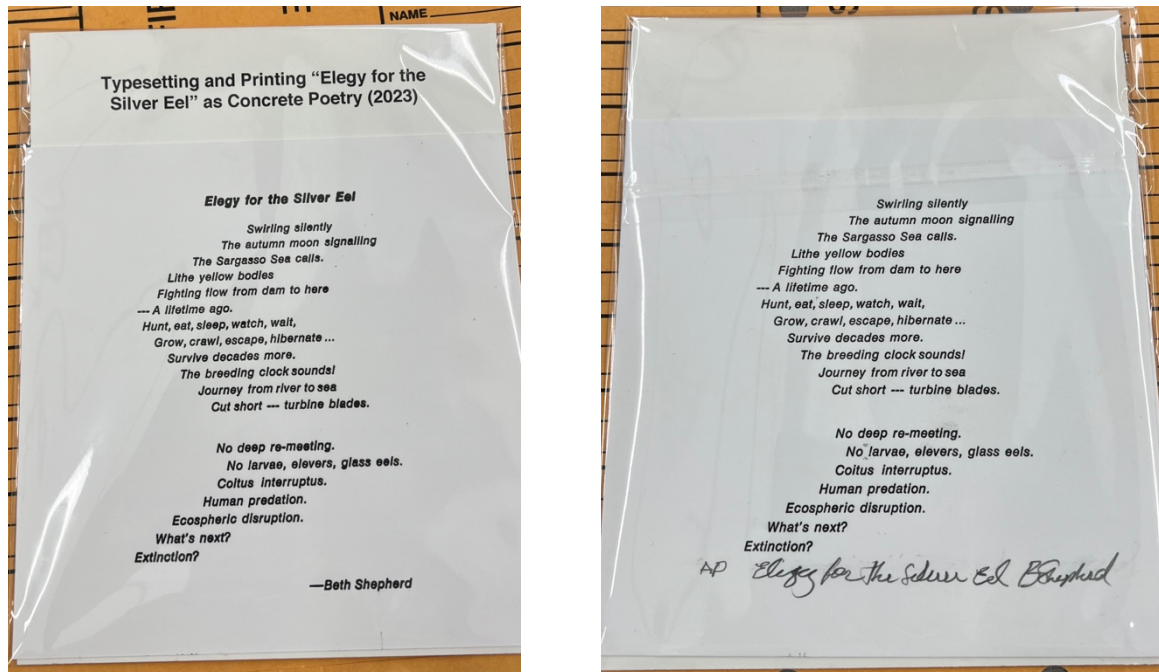 NAME
Typesetting and Printing “Elegy for the
Silver Eel” as Concrete Poetry (2023)
Elegy for the Silver Eel
Swirling silently
The autumn moon signalling
The Sargasso Sea calls.
Lithe yellow bodies
Fighting flow from dam to here
--- A lifetime ago.
Hunt, eat, sleep, watch, wait,
Grow, crawl, escape, hibernate ...
Survive decades more.
The breeding clock sounds!
Journey from river to sea
Cut short --- turbine blades.
No deep re-meeting.
No larvae, elevers, glass eels.
Coitus interruptus.
Human predation.
Ecospheric disruption.
What's next?
Extinction?
—Beth Shepherd
Swirling silently
The autumn moon signalling
The Sargasso Sea calls.
Lithe yellow bodies
Fighting flow from dam to here
--- A lifetime ago.
Hunt, eat, sleep, watch, wait,
Grow, crawl, escape, hibernate ...
Survive decades more.
The breeding clock sounds!
Journey from river to sea
Cut short --- turbine blades.
No deep re-meeting.
No larvae, elevers, glass eels.
Coitus interruptus.
Human predation.
Ecospheric disruption.
What's next?
Extinction?
AP Elegy for the Silver Eel BShepherd